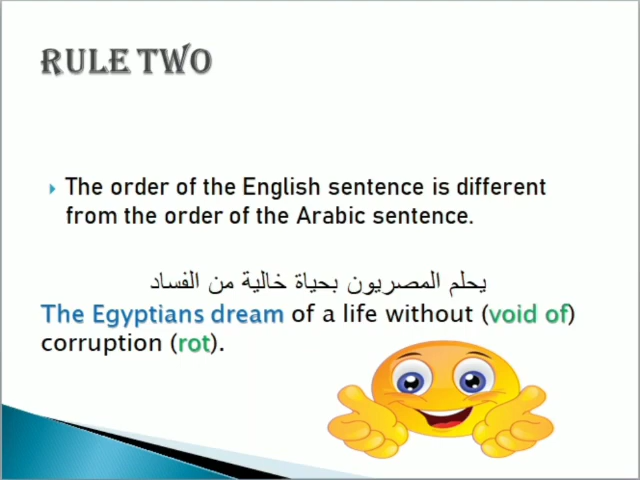 RULE TWO
The order of the English sentence is different
from the order of the Arabic sentence.
يحلم المصريون بحياة خالية من الفساد
The Egyptians dream of a life without (void of)
corruption (rot).